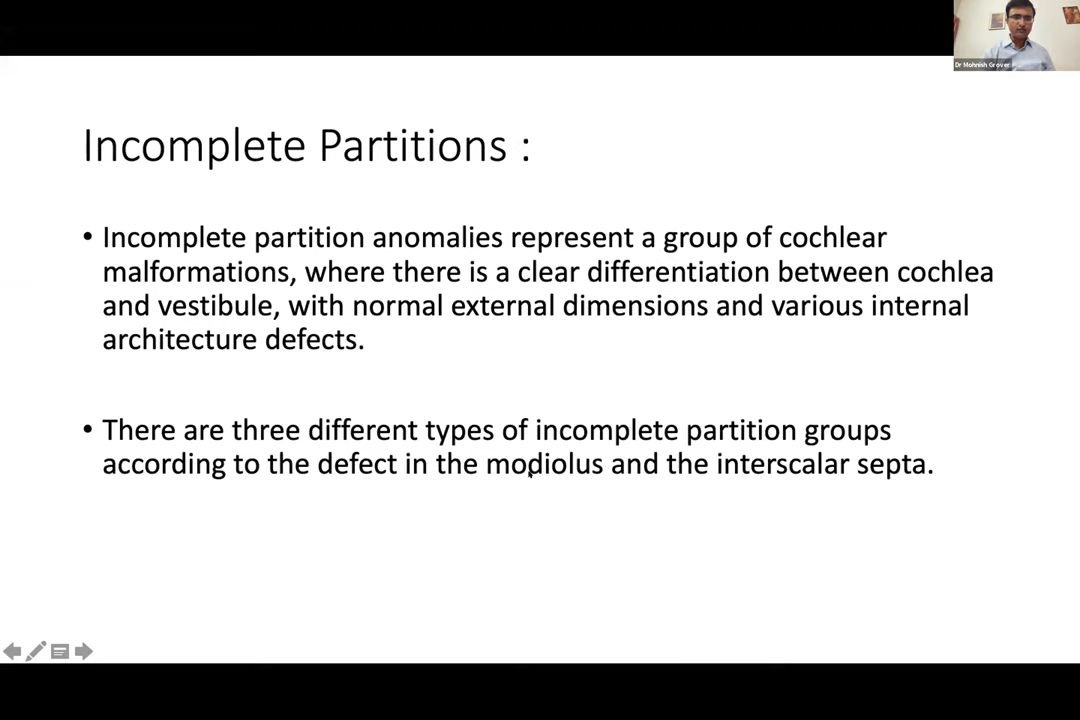 Dr Mohnish Grover
Incomplete Partitions :
• Incomplete partition anomalies represent a group of cochlear
malformations, where there is a clear differentiation between cochlea
and vestibule, with normal external dimensions and various internal
architecture defects.
• There are three different types of incomplete partition groups
according to the defect in the modiolus and the interscalar septa.